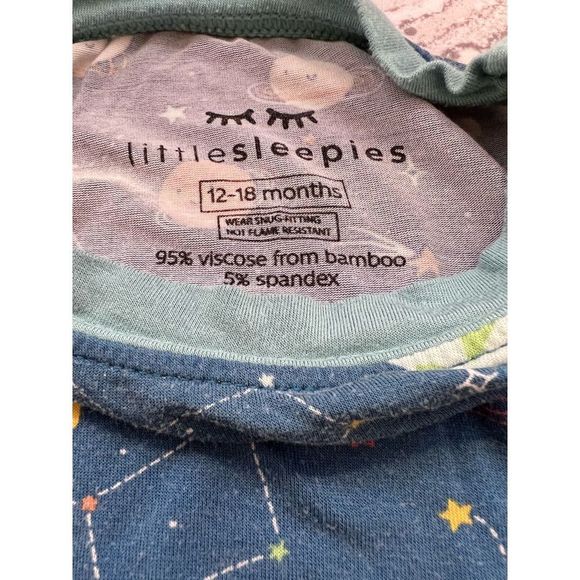 littlesleepies
12-18 months
WEAR SNUG-FITTING
NOT FLAME RESISTANT
95% viscose from bamboo
5% spandex